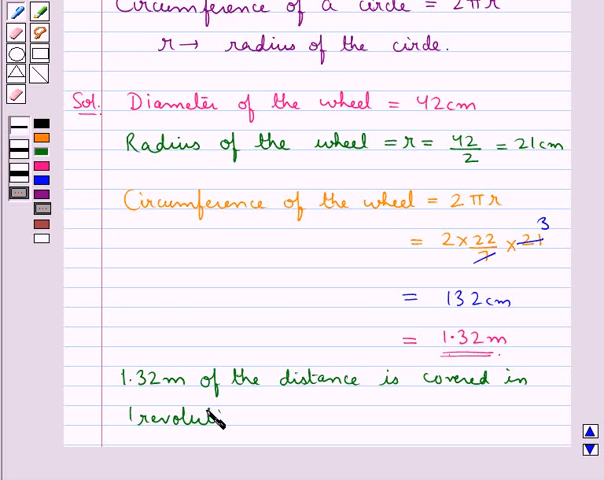 Circumference of a circle = 2πr
r → radius of the circle.
Sol. Diameter of the wheel = 42cm
Radius of the wheel = r = 42/2 = 21cm
Circumference of the wheel = 2πr
= 2 × 22/7 × 21 3
= 132cm
= 1.32m
1.32m of the distance is covered in
1 revoluti